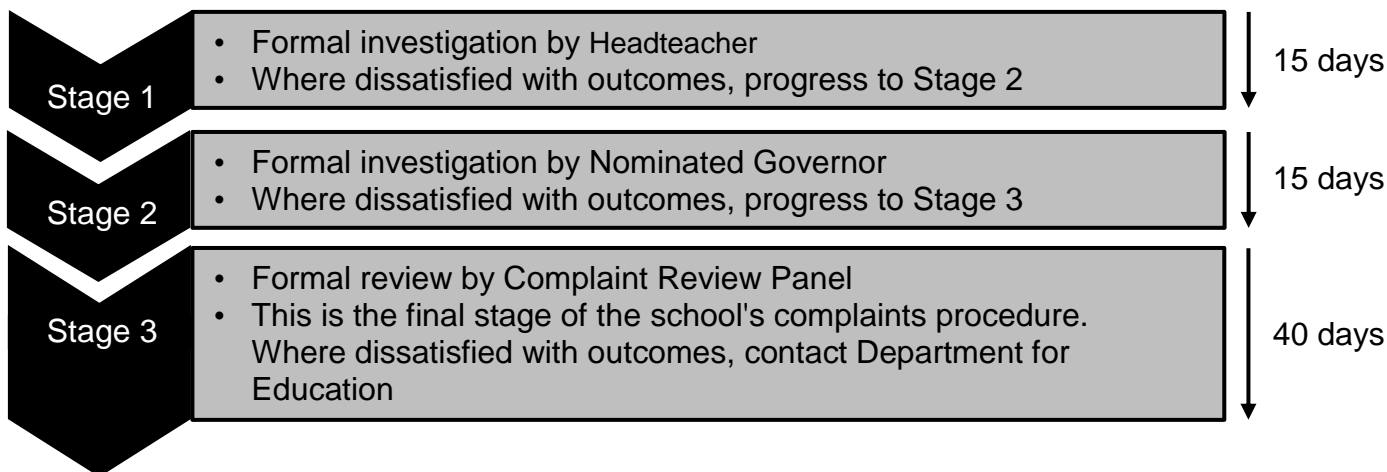 Stage 1
• Formal investigation by Headteacher
• Where dissatisfied with outcomes, progress to Stage 2
15 days
Stage 2
• Formal investigation by Nominated Governor
• Where dissatisfied with outcomes, progress to Stage 3
15 days
Stage 3
• Formal review by Complaint Review Panel
• This is the final stage of the school's complaints procedure.
Where dissatisfied with outcomes, contact Department for
Education
40 days